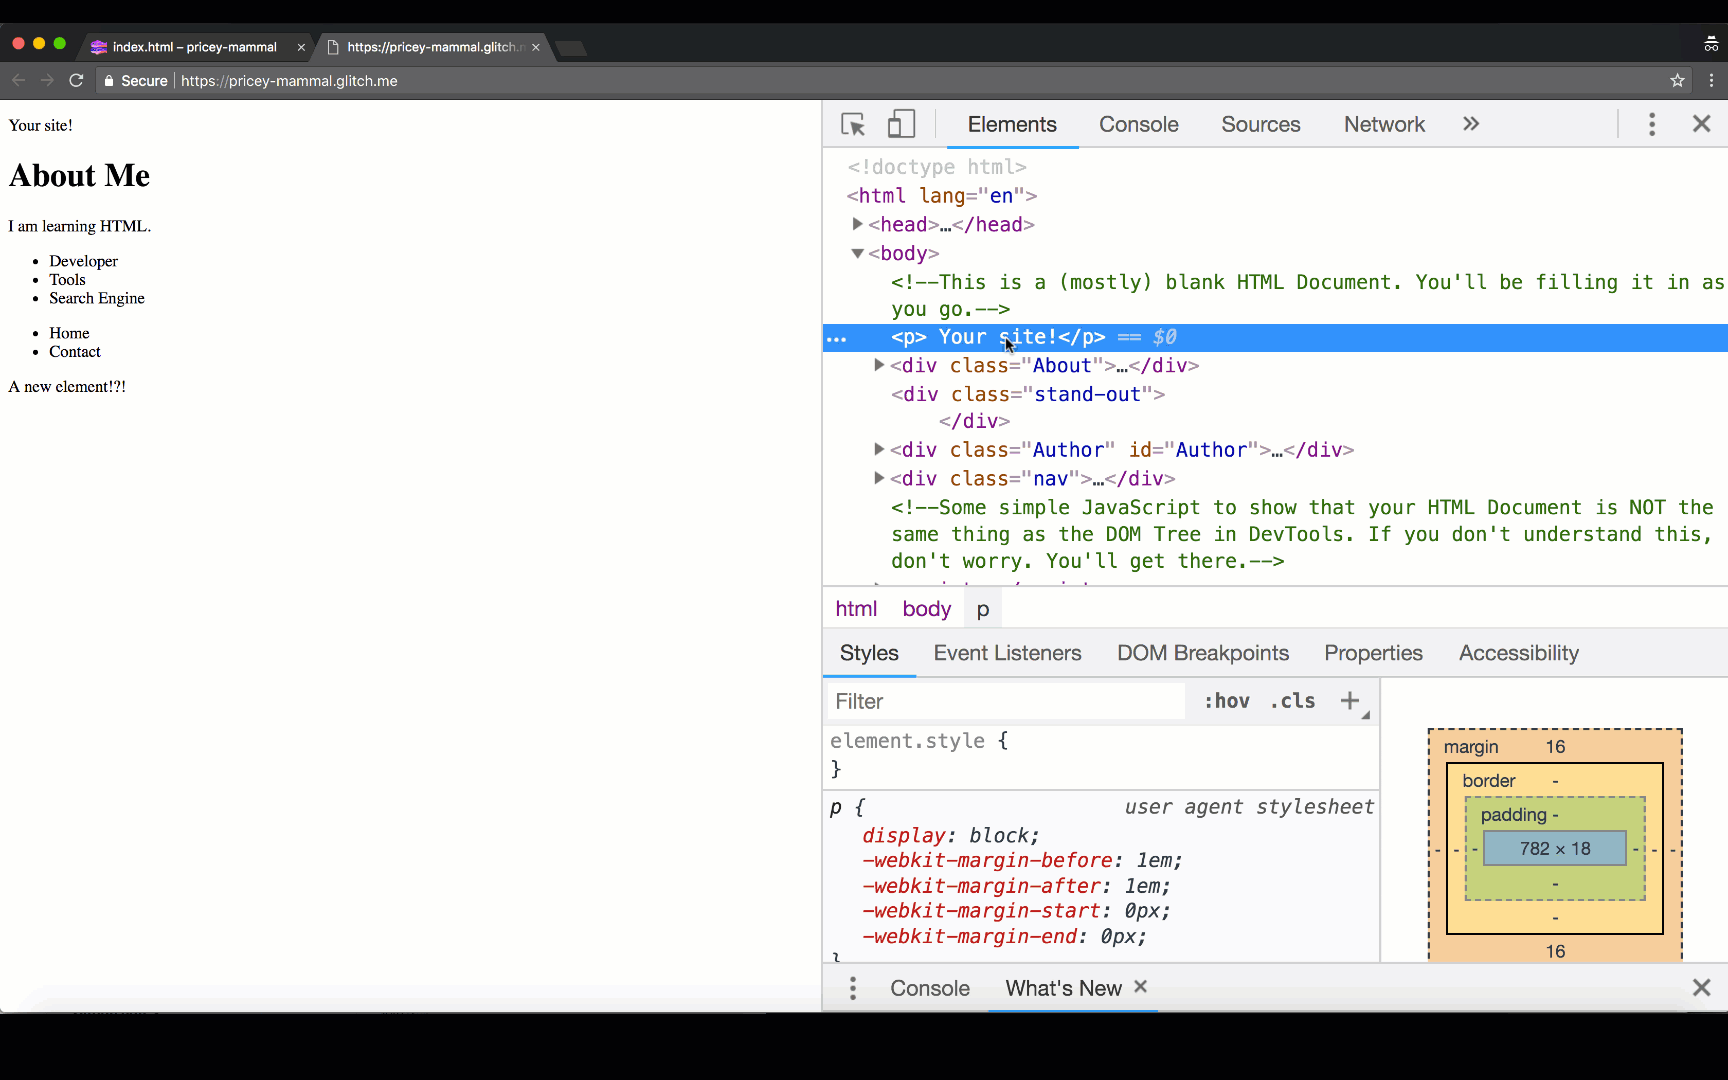 index.html – pricey-mammal
https://pricey-mammal.glitch.m
Secure
https://pricey-mammal.glitch.me
Your site!
About Me
I am learning HTML.
• Developer
• Tools
• Search Engine
• Home
• Contact
A new element!?!
Elements Console Sources Network »
<!doctype html>
<html lang="en">
<head>…</head>
<body>
<!--This is a (mostly) blank HTML Document. You'll be filling it in as
you go.-->
… <p> Your site!</p> == $0
<div class="About">…</div>
<div class="stand-out">
</div>
<div class="Author" id="Author">…</div>
<div class="nav">…</div>
<!--Some simple JavaScript to show that your HTML Document is NOT the
same thing as the DOM Tree in DevTools. If you don't understand this,
don't worry. You'll get there.-->
html body p
Styles Event Listeners DOM Breakpoints Properties Accessibility
Filter :hov .cls +
element.style {
}
p { user agent stylesheet
display: block;
-webkit-margin-before: 1em;
-webkit-margin-after: 1em;
-webkit-margin-start: 0px;
-webkit-margin-end: 0px;
}
margin 16
border -
padding -
- - - 782 × 18 - - -
-
-
16
Console What's New